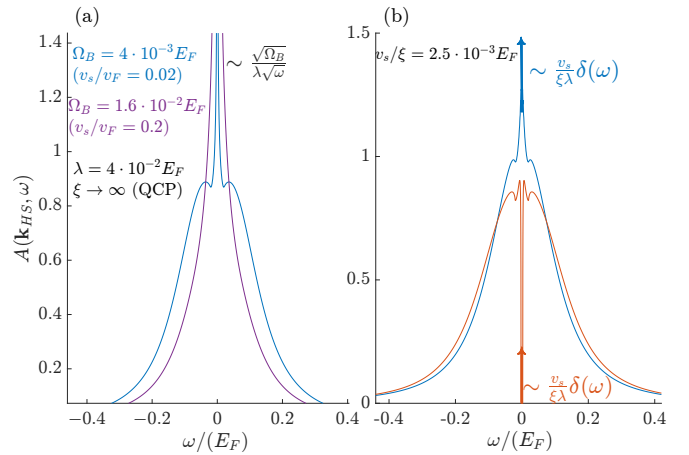 (a)
A(k_HS, ω)
1.4
1.2
1
0.8
0.6
0.4
0.2
Ω_B = 4 · 10^{-3}E_F
(v_s/v_F = 0.02)
Ω_B = 1.6 · 10^{-2}E_F
(v_s/v_F = 0.2)
λ = 4 · 10^{-2}E_F
ξ → ∞ (QCP)
∼ √Ω_B / λ√ω
−0.4 −0.2 0 0.2 0.4
ω/(E_F)
(b)
v_s/ξ = 2.5 · 10^{-3}E_F
∼ v_s/ξλ δ(ω)
1.5
1
0.5
0
∼ v_s/ξλ δ(ω)
-0.4 -0.2 0 0.2 0.4
ω/(E_F)